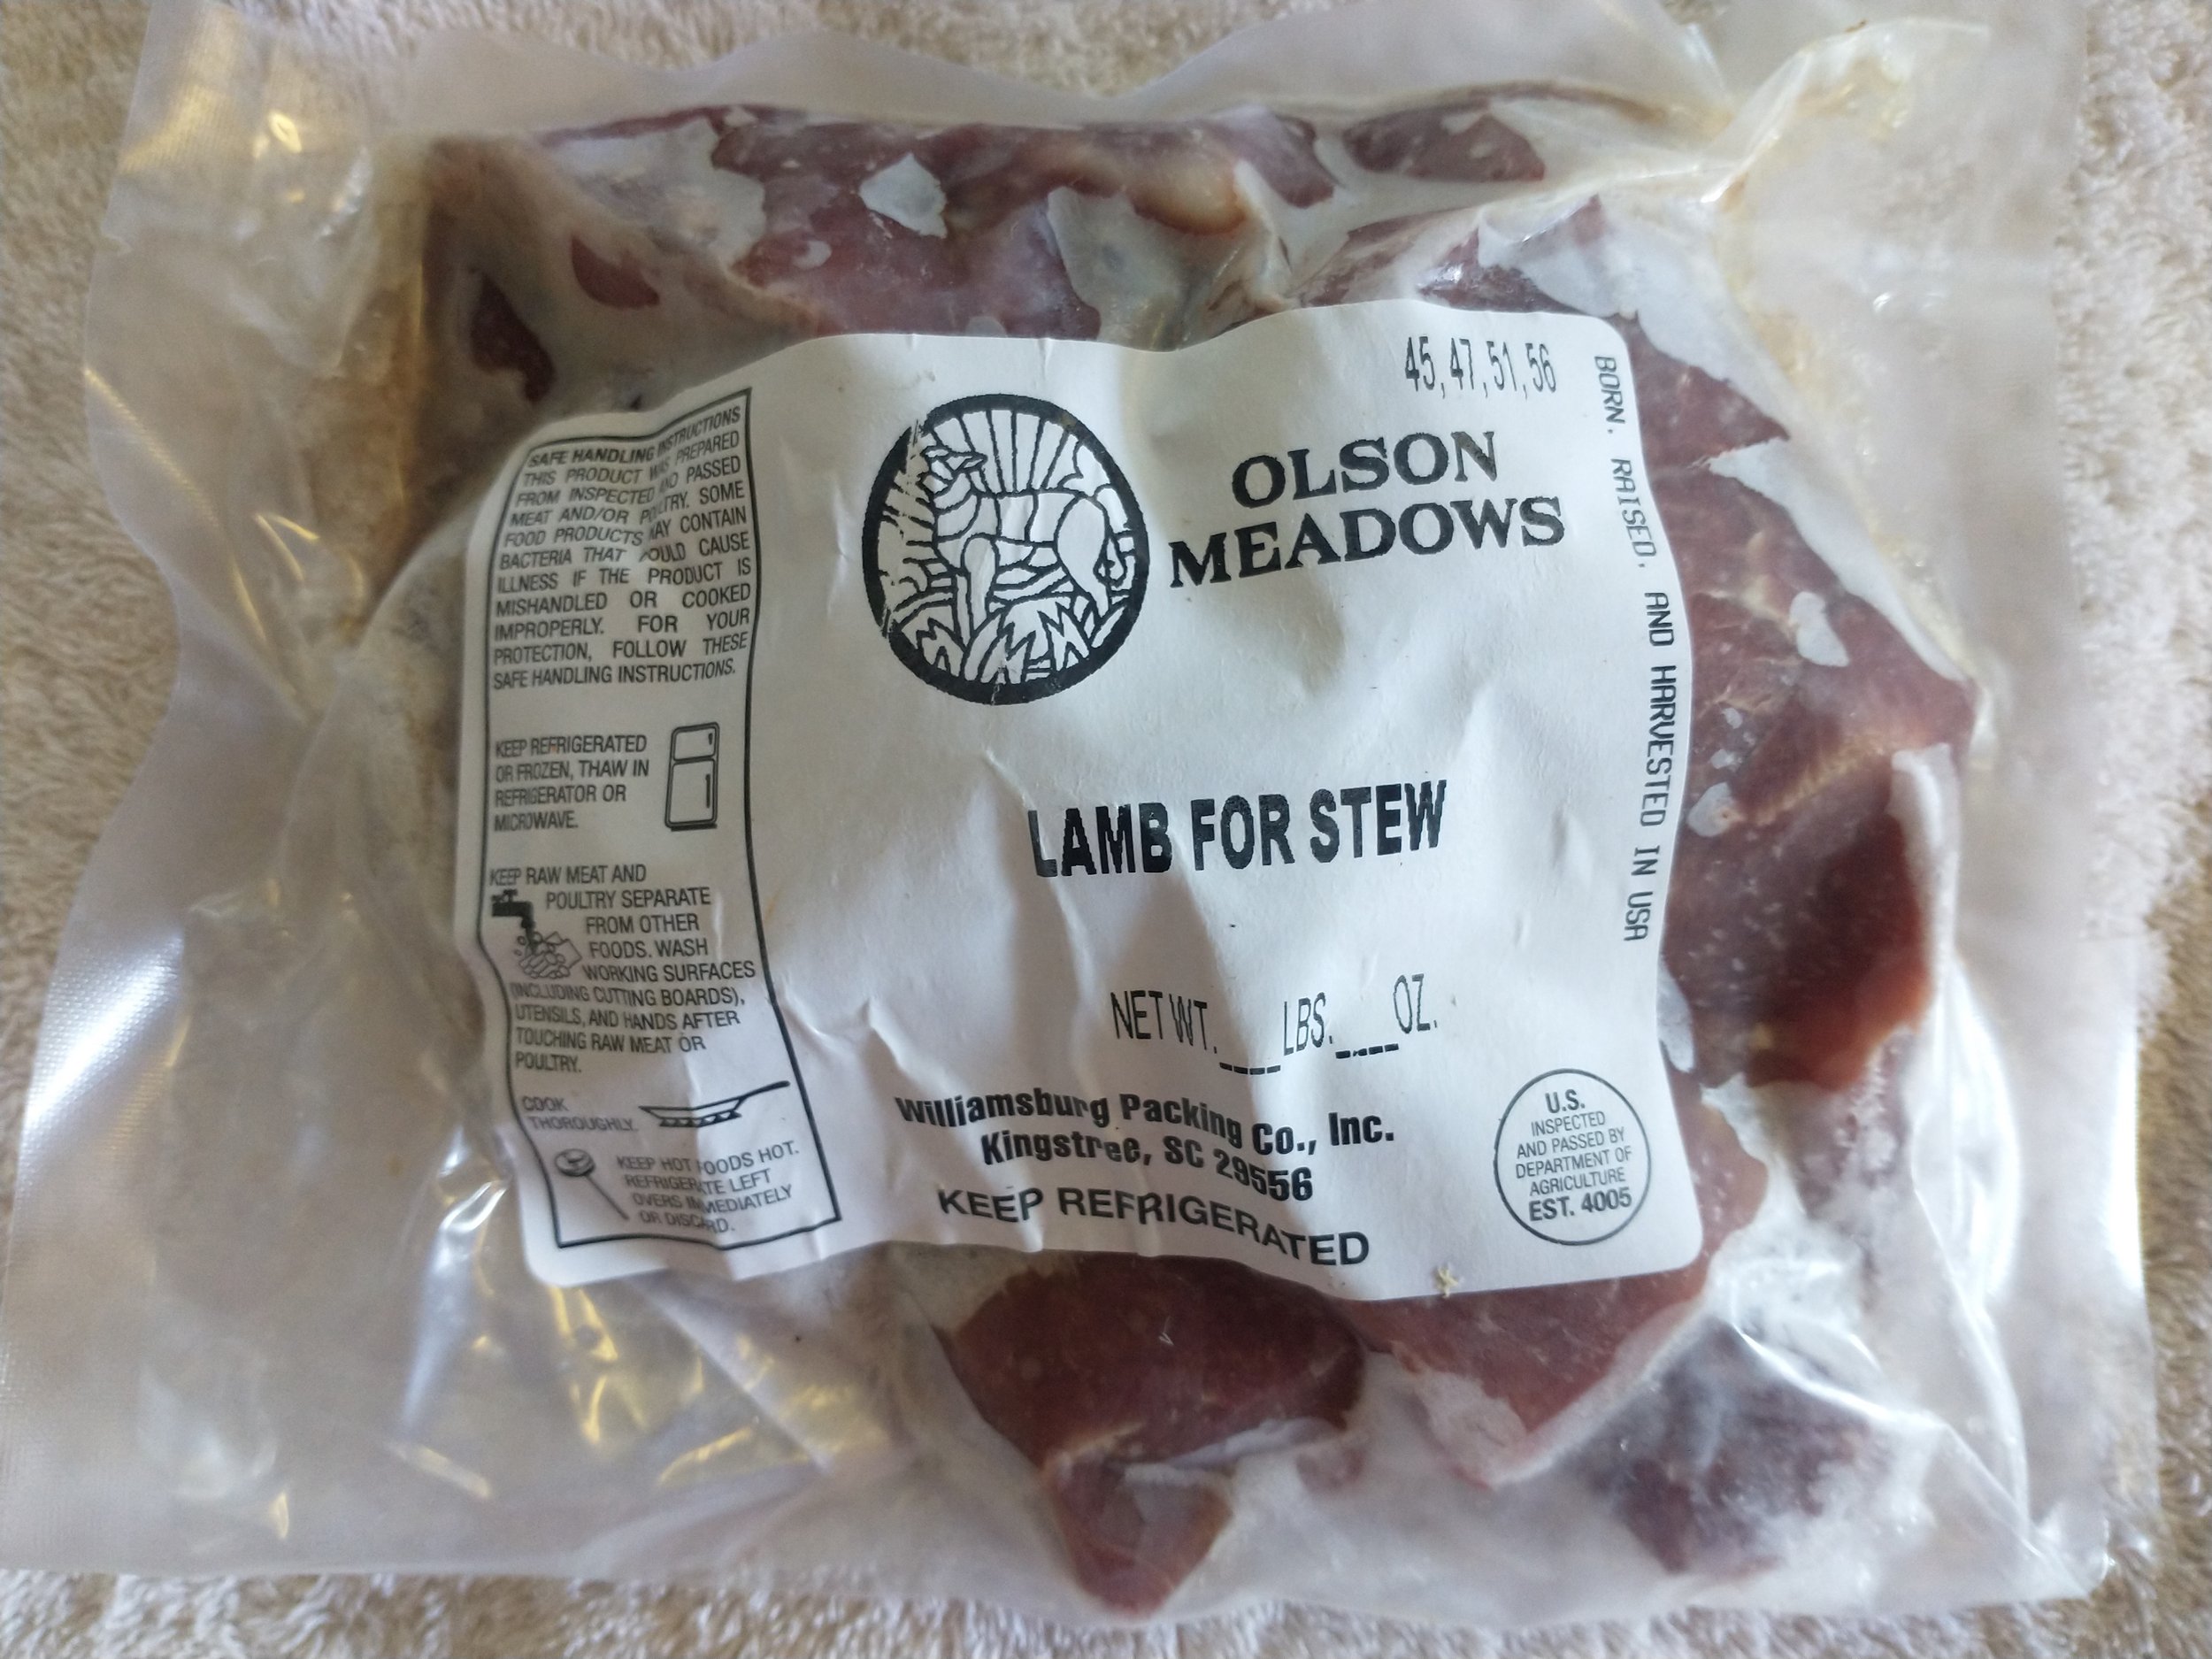 45, 47, 51, 56
OLSON
MEADOWS
BORN, RAISED, AND HARVESTED IN USA
SAFE HANDLING INSTRUCTIONS
THIS PRODUCT WAS PREPARED
FROM INSPECTED AND PASSED
MEAT AND/OR POULTRY. SOME
FOOD PRODUCTS MAY CONTAIN
BACTERIA THAT COULD CAUSE
ILLNESS IF THE PRODUCT IS
MISHANDLED OR COOKED
IMPROPERLY. FOR YOUR
PROTECTION, FOLLOW THESE
SAFE HANDLING INSTRUCTIONS.
KEEP REFRIGERATED
OR FROZEN, THAW IN
REFRIGERATOR OR
MICROWAVE.
KEEP RAW MEAT AND
POULTRY SEPARATE
FROM OTHER
FOODS. WASH
WORKING SURFACES
(INCLUDING CUTTING BOARDS),
UTENSILS, AND HANDS AFTER
TOUCHING RAW MEAT OR
POULTRY.
COOK
THOROUGHLY.
KEEP HOT FOODS HOT.
REFRIGERATE LEFT
OVERS IMMEDIATELY
OR DISCARD.
LAMB FOR STEW
NET WT.____LBS.____OZ.
Williamsburg Packing Co., Inc.
Kingstree, SC 29556
KEEP REFRIGERATED
U.S.
INSPECTED
AND PASSED BY
DEPARTMENT OF
AGRICULTURE
EST. 4005